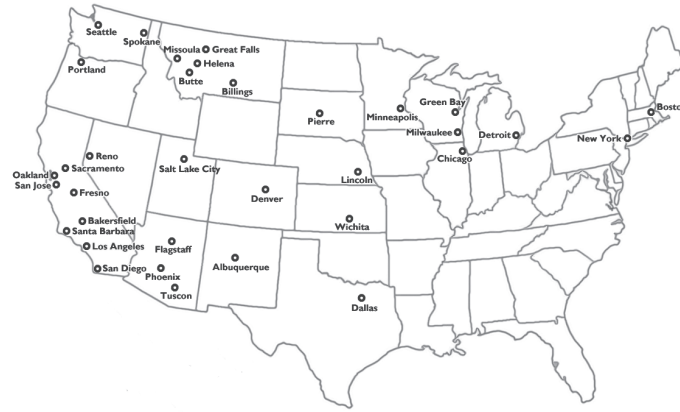 Seattle
Spokane
Missoula
Great Falls
Helena
Portland
Butte
Billings
Green Bay
Pierre
Minneapolis
Bosto
Milwaukee
Detroit
New York
Chicago
Reno
Sacramento
Salt Lake City
Oakland
San Jose
Fresno
Lincoln
Denver
Bakersfield
Wichita
Santa Barbara
Los Angeles
Flagstaff
San Diego
Phoenix
Albuquerque
Tuscon
Dallas